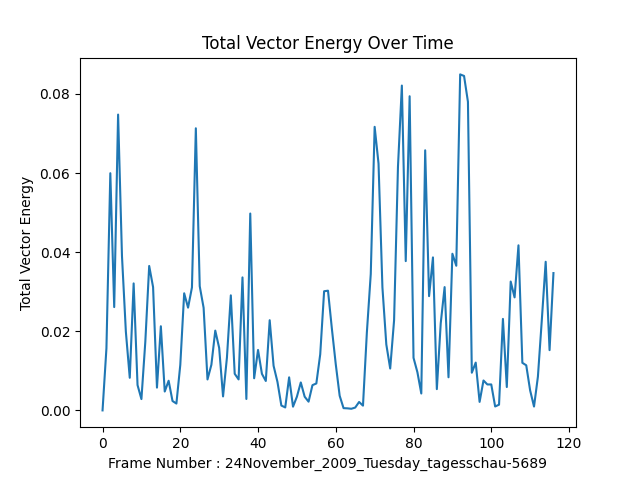 Total Vector Energy Over Time
Total Vector Energy
0.08
0.06
0.04
0.02
0.00
0 20 40 60 80 100 120
Frame Number : 24November_2009_Tuesday_tagesschau-5689